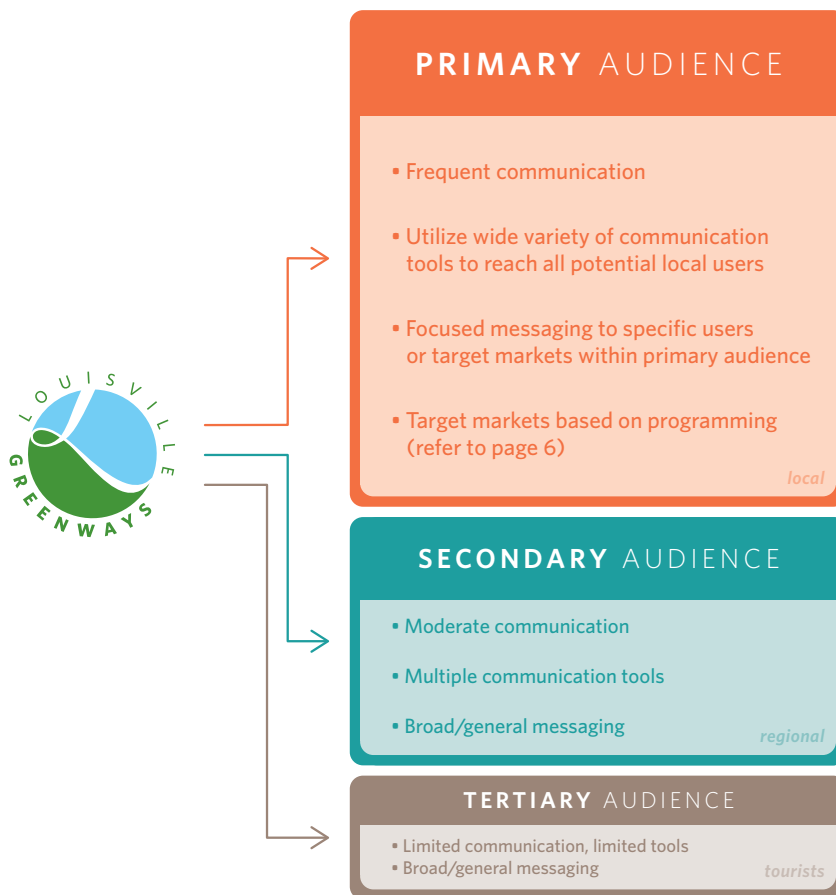 LOUISVILLE
GREENWAYS
PRIMARY AUDIENCE
▪ Frequent communication
▪ Utilize wide variety of communication
tools to reach all potential local users
▪ Focused messaging to specific users
or target markets within primary audience
▪ Target markets based on programming
(refer to page 6)
local
SECONDARY AUDIENCE
▪ Moderate communication
▪ Multiple communication tools
▪ Broad/general messaging
regional
TERTIARY AUDIENCE
▪ Limited communication, limited tools
▪ Broad/general messaging
tourists